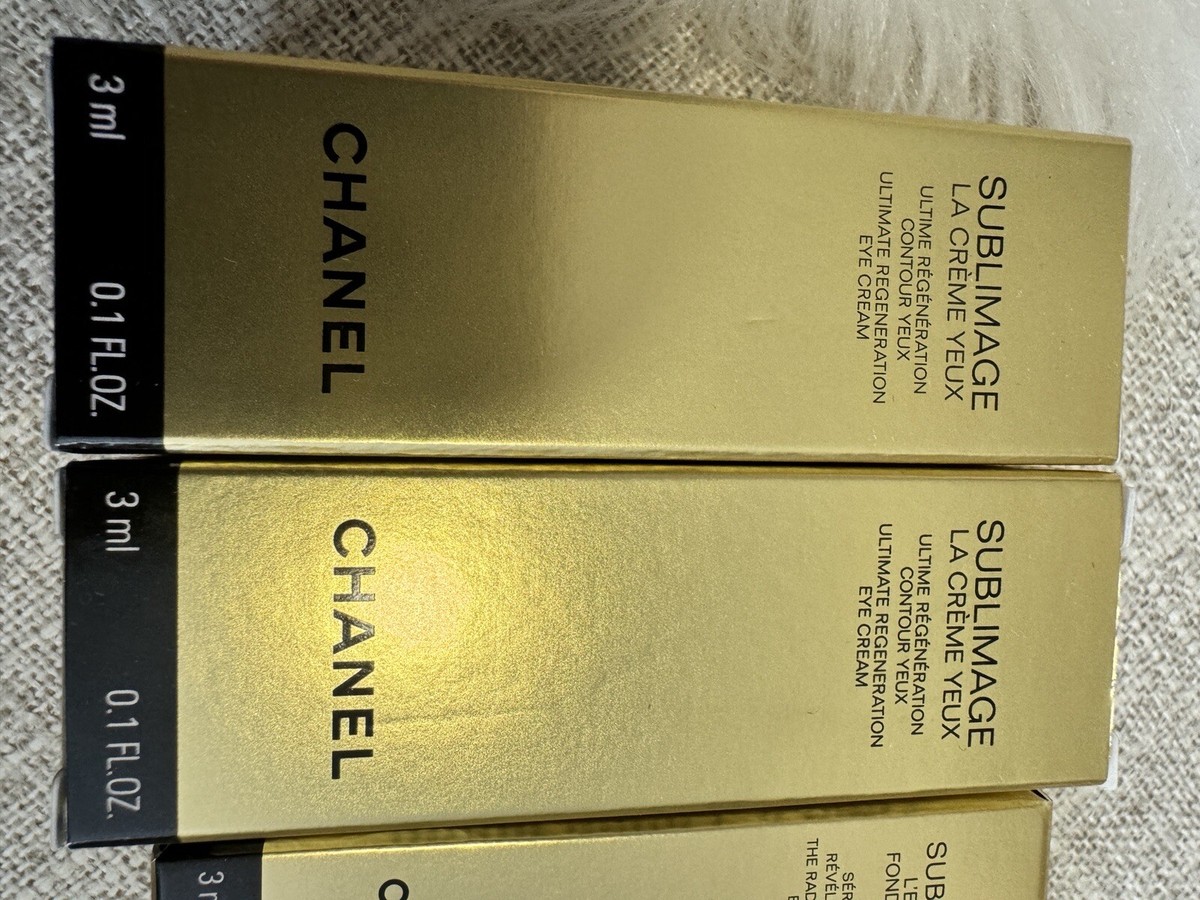 SUBLIMAGE
LA CRÈME YEUX
ULTIME RÉGÉNÉRATION
CONTOUR YEUX
ULTIMATE REGENERATION
EYE CREAM
CHANEL
3 ml 0.1 FL.OZ.
SUBLIMAGE
LA CRÈME YEUX
ULTIME RÉGÉNÉRATION
CONTOUR YEUX
ULTIMATE REGENERATION
EYE CREAM
CHANEL
3 ml 0.1 FL.OZ.
THE
3